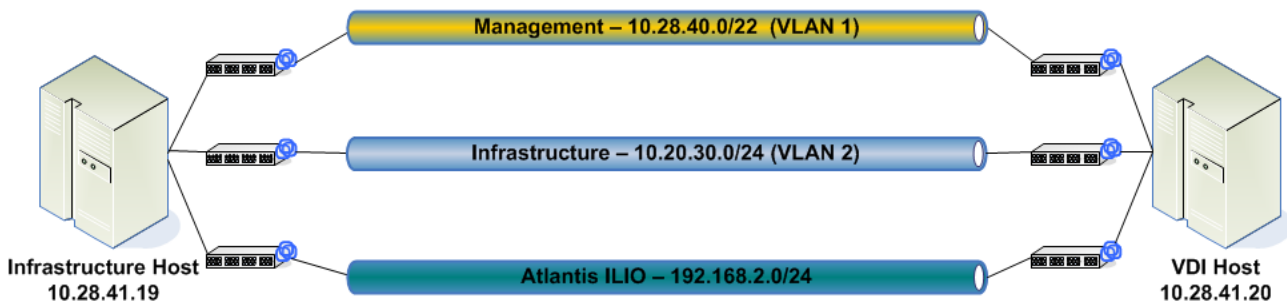 Management – 10.28.40.0/22 (VLAN 1)
Infrastructure – 10.20.30.0/24 (VLAN 2)
Atlantis ILIO – 192.168.2.0/24
Infrastructure Host
10.28.41.19
VDI Host
10.28.41.20